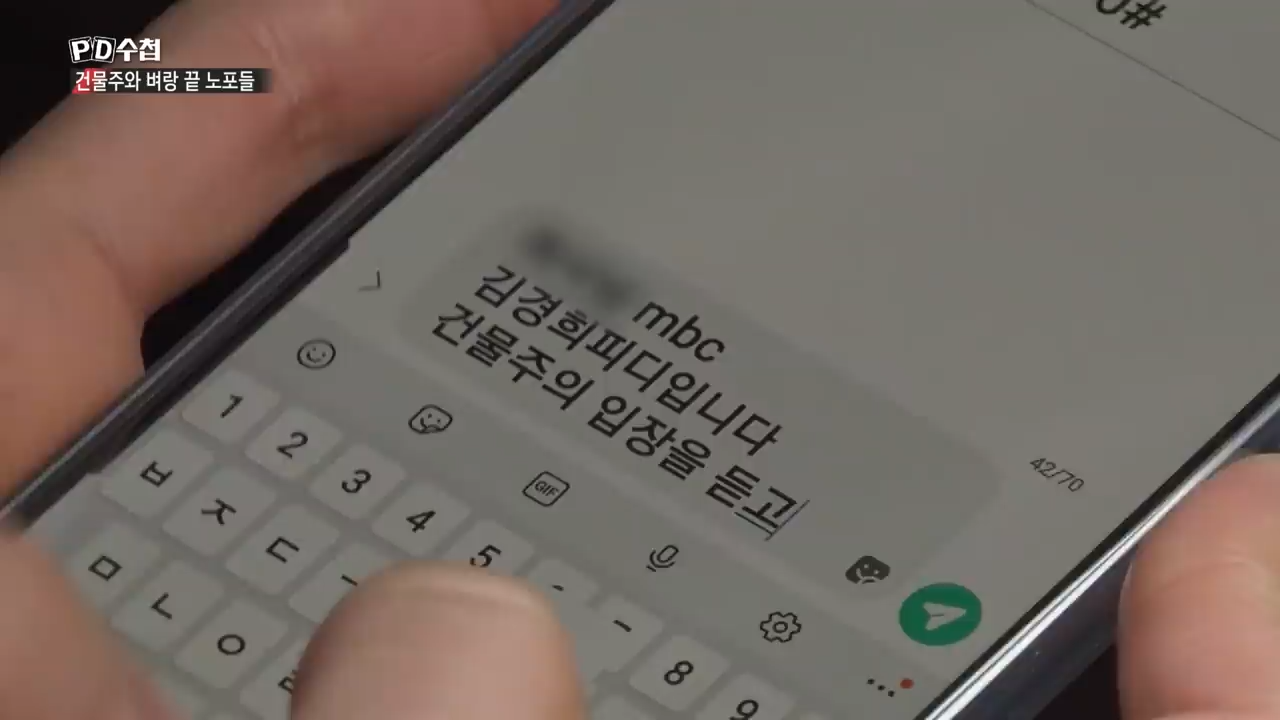 PD수첩
건물주와 벼랑 끝 노포들
#
mbc
김경희피디입니다
건물주의 입장을 듣고
42/70
GIF
1 2 3 4 5 8 9
ㅂ ㅈ ㄷ
ㅁ ㄴ ㅇ